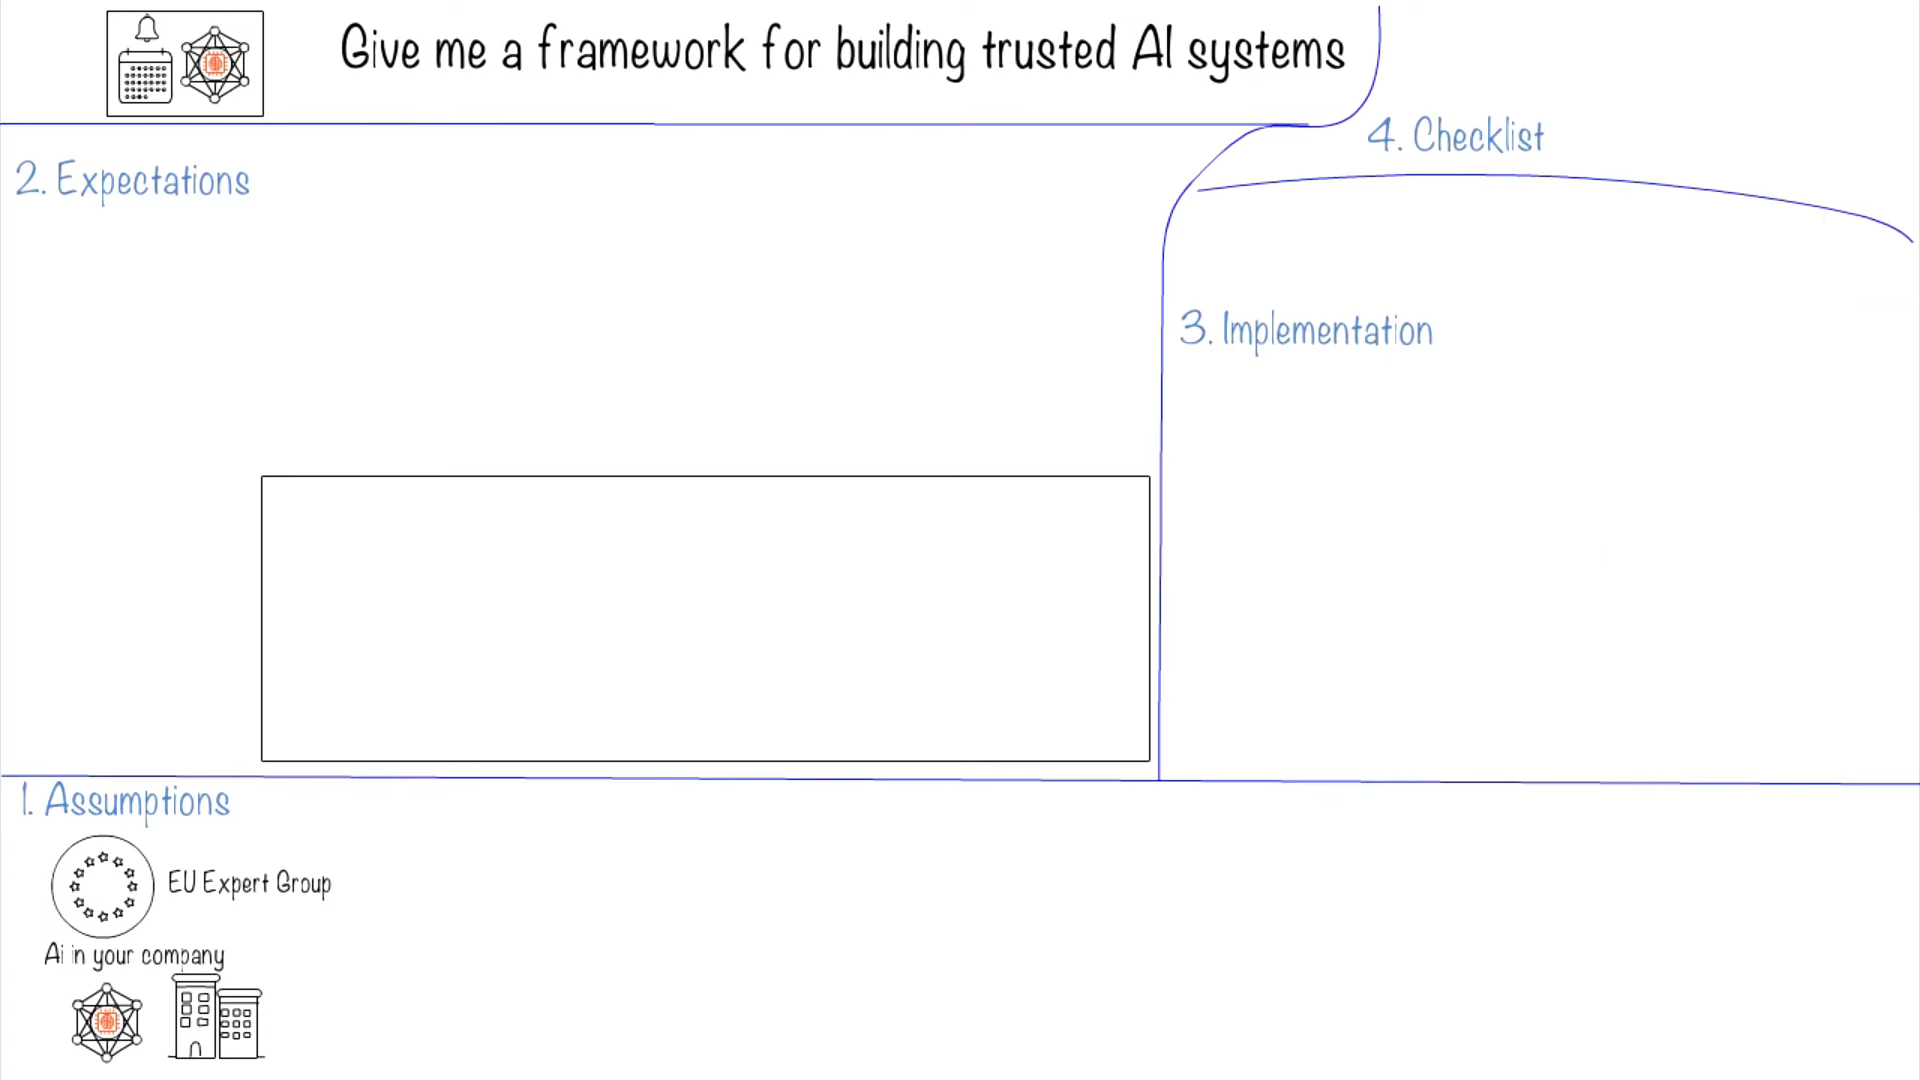 Give me a framework for building trusted AI systems
4. Checklist
2. Expectations
3. Implementation
1. Assumptions
EU Expert Group
Ai in your company